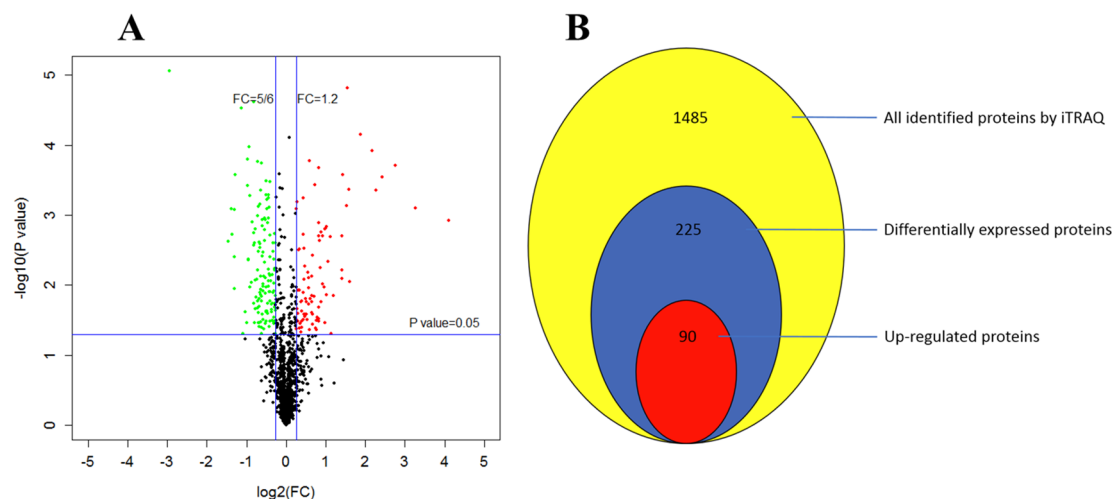 A
5
4
3
2
1
0
-log10(P value)
FC=5/6
FC=1.2
P value=0.05
-5 -4 -3 -2 -1 0 1 2 3 4 5
log2(FC)
B
1485
All identified proteins by iTRAQ
225
Differentially expressed proteins
90
Up-regulated proteins